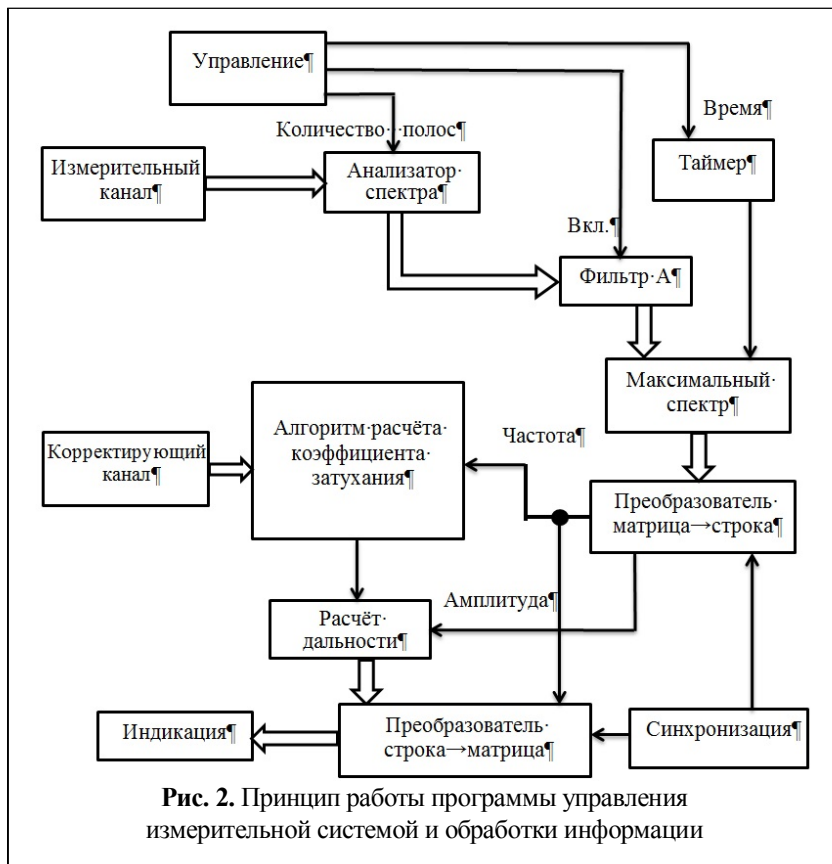 Управление¶
Время¶
Количество···полос¶
Измерительный
канал¶
Анализатор·
спектра¶
Таймер¶
Вкл.¶
Фильтр·А¶
Максимальный·
спектр¶
Корректирующий
канал¶
Алгоритм·расчёта·
коэффициента·
затухания¶
Частота¶
Преобразователь·
матрица→строка¶
Амплитуда¶
Расчёт·
дальности¶
Индикация¶
Преобразователь·
строка→матрица¶
Синхронизация¶
Рис. 2. Принцип работы программы управления
измерительной системой и обработки информации